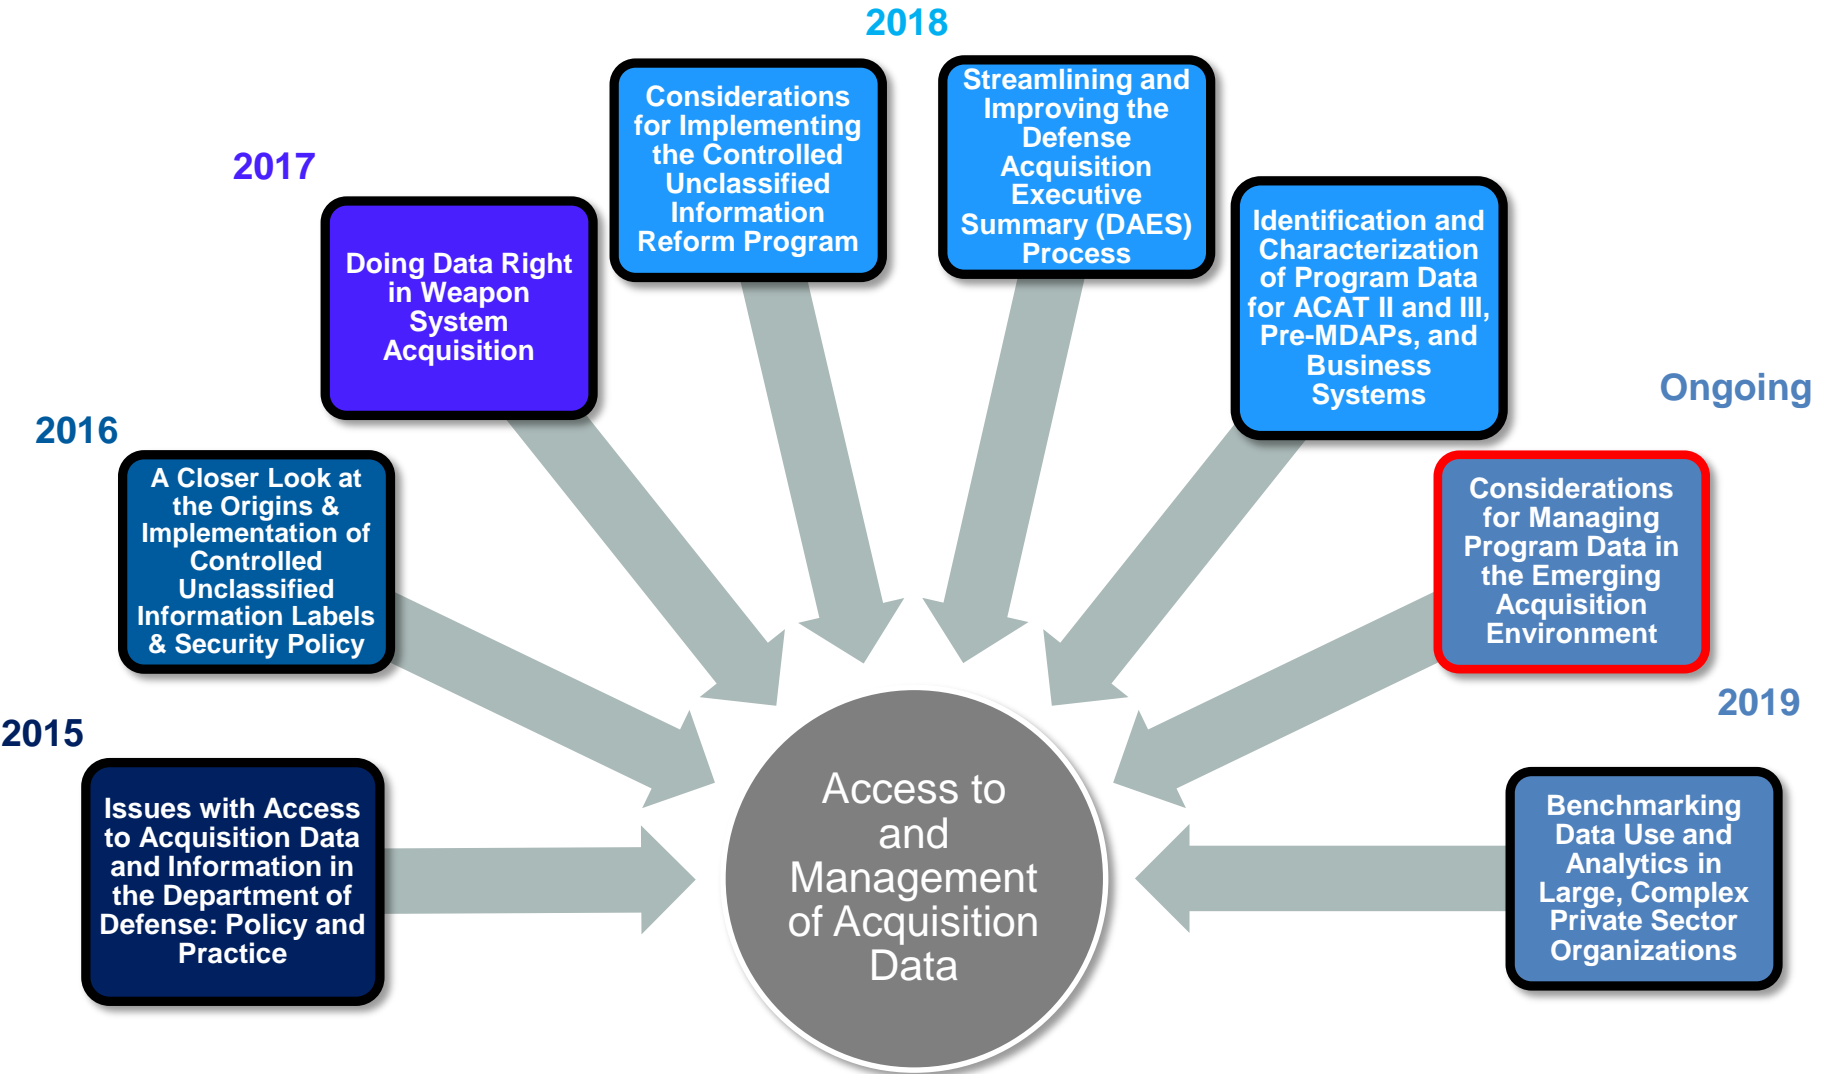 2018
Considerations
for Implementing
the Controlled
Unclassified
Information
Reform Program
Streamlining and
Improving the
Defense
Acquisition
Executive
Summary (DAES)
Process
2017
Doing Data Right
in Weapon
System
Acquisition
Identification and
Characterization
of Program Data
for ACAT II and III,
Pre-MDAPs, and
Business
Systems
Ongoing
2016
A Closer Look at
the Origins &
Implementation of
Controlled
Unclassified
Information Labels
& Security Policy
Considerations
for Managing
Program Data in
the Emerging
Acquisition
Environment
2019
2015
Issues with Access
to Acquisition Data
and Information in
the Department of
Defense: Policy and
Practice
Access to
and
Management
of Acquisition
Data
Benchmarking
Data Use and
Analytics in
Large, Complex
Private Sector
Organizations